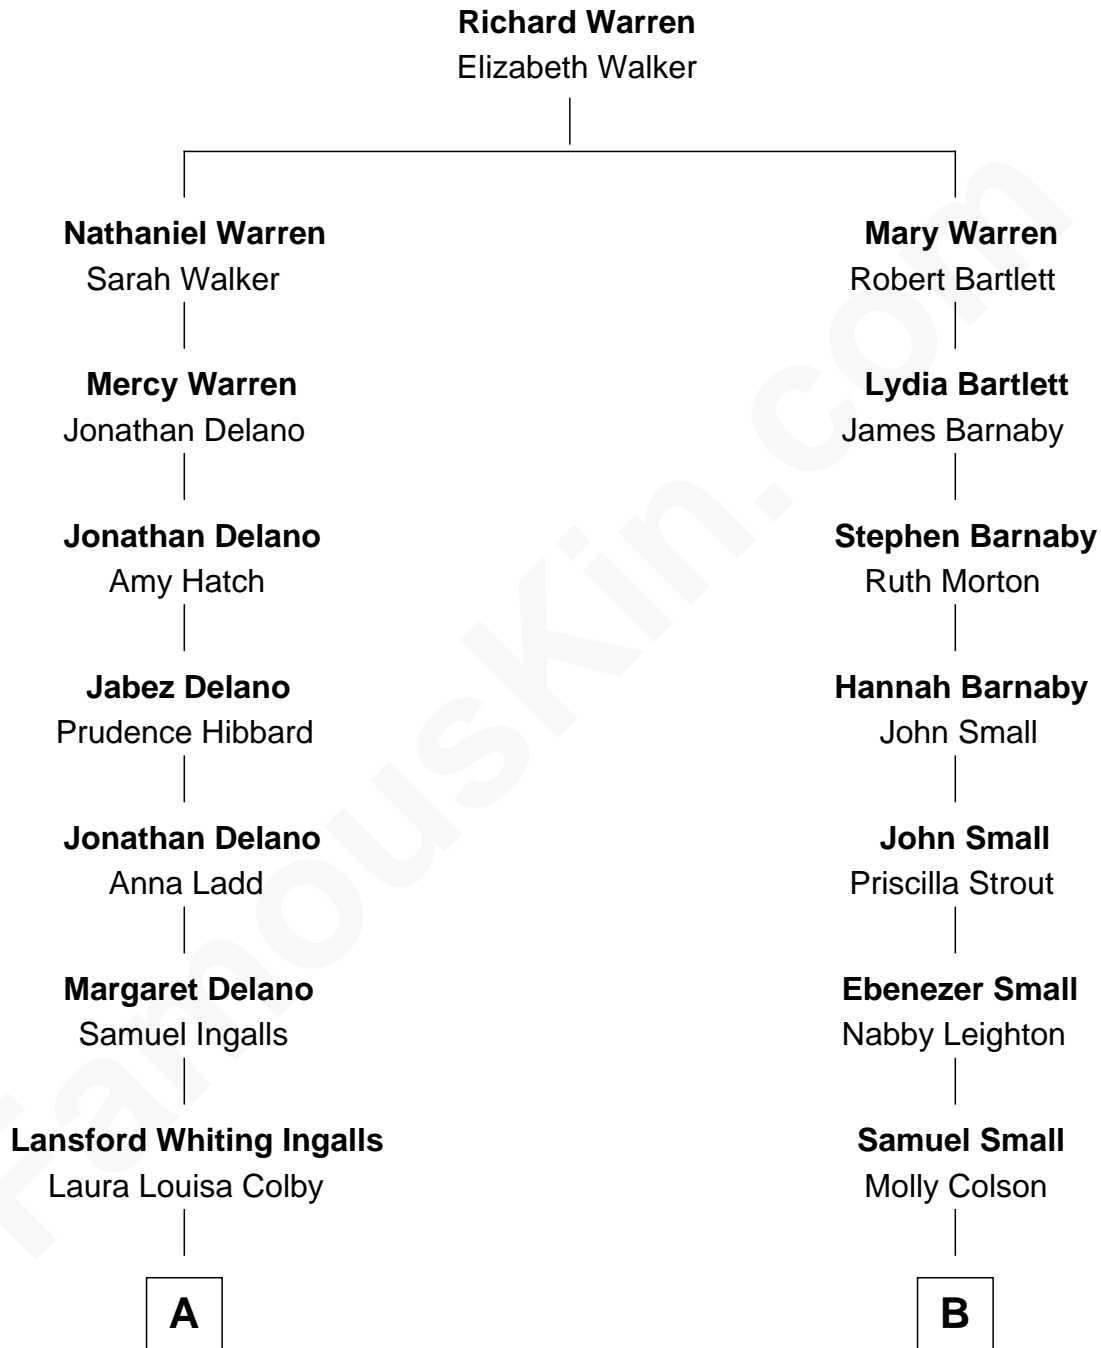 Richard Warren
Elizabeth Walker
Nathaniel Warren
Sarah Walker
Mary Warren
Robert Bartlett
Mercy Warren
Jonathan Delano
Lydia Bartlett
James Barnaby
Jonathan Delano
Amy Hatch
Stephen Barnaby
Ruth Morton
Jabez Delano
Prudence Hibbard
Hannah Barnaby
John Small
Jonathan Delano
Anna Ladd
John Small
Priscilla Strout
Margaret Delano
Samuel Ingalls
Ebenezer Small
Nabby Leighton
Lansford Whiting Ingalls
Laura Louisa Colby
Samuel Small
Molly Colson
A
B
FamousKin.com